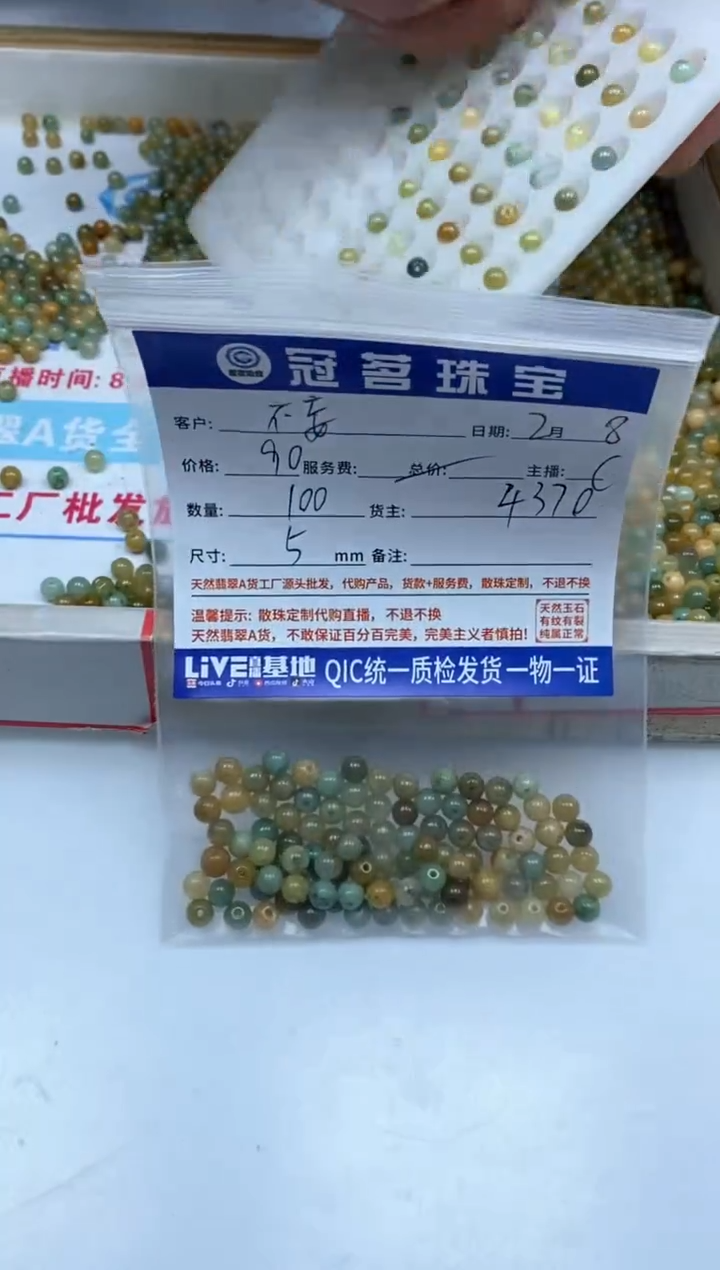 冠茗珠宝
客户: 不
日期: 2月 8
价格: 90 服务费: 总价: 主播: C
数量: 100 货主: 4370
尺寸: 5 mm 备注:
天然翡翠A货工厂源头批发，代购产品，货款+服务费，散珠定制，不退不换
温馨提示: 散珠定制代购直播，不退不换
天然翡翠A货，不敢保证百分百完美，完美主义者慎拍!
天然玉石
有纹有裂
纯属正常
LIVE直播基地 QIC统一质检发货 一物一证
播时间: 8
翠A货全
工厂批发